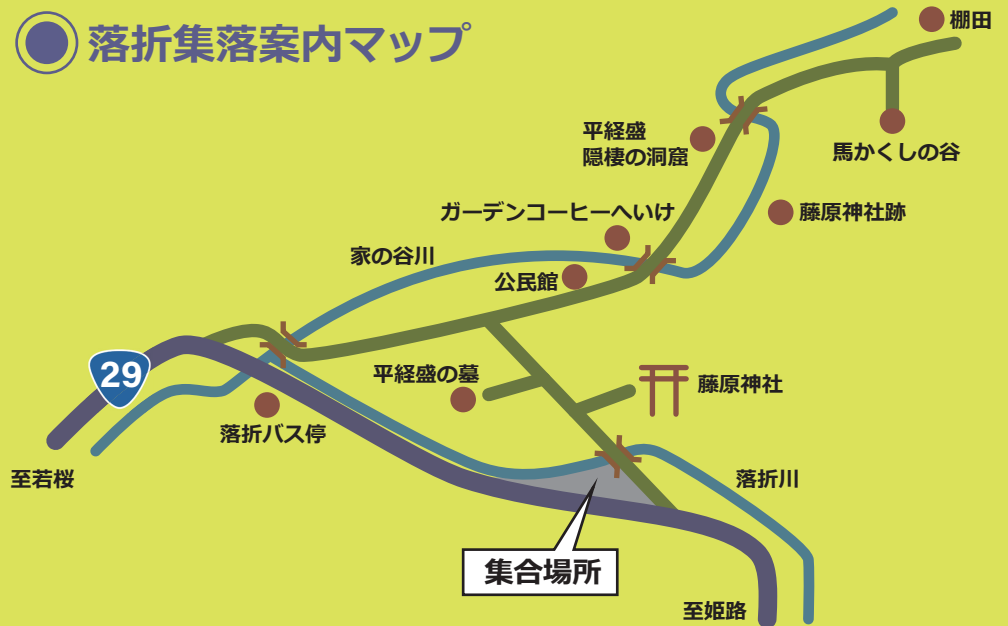 落折集落案内マップ
棚田
平経盛
隠棲の洞窟
馬かくしの谷
ガーデンコーヒーへいけ
藤原神社跡
家の谷川
公民館
29
平経盛の墓
藤原神社
落折バス停
至若桜
落折川
集合場所
至姫路